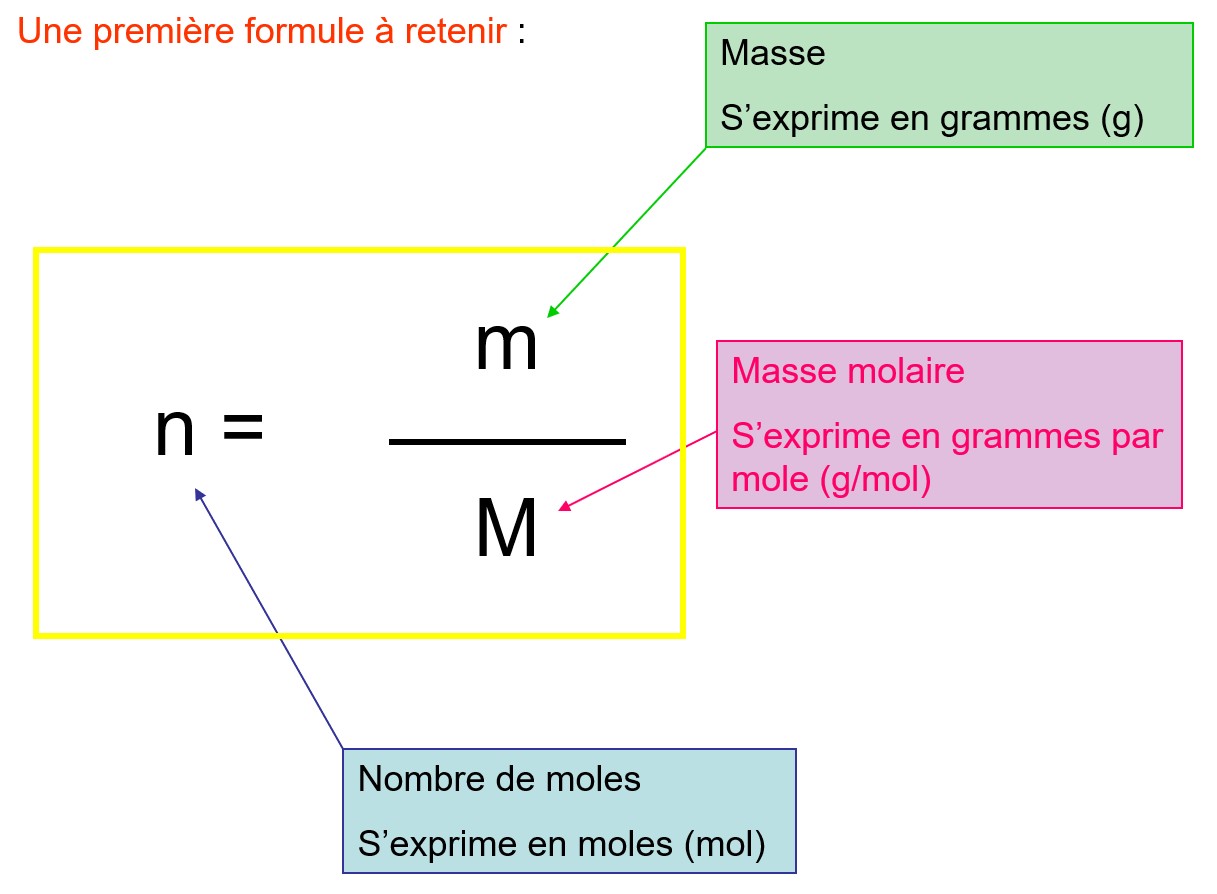 Une première formule à retenir :
Masse
S’exprime en grammes (g)
m
n =
M
Masse molaire
S’exprime en grammes par
mole (g/mol)
Nombre de moles
S’exprime en moles (mol)